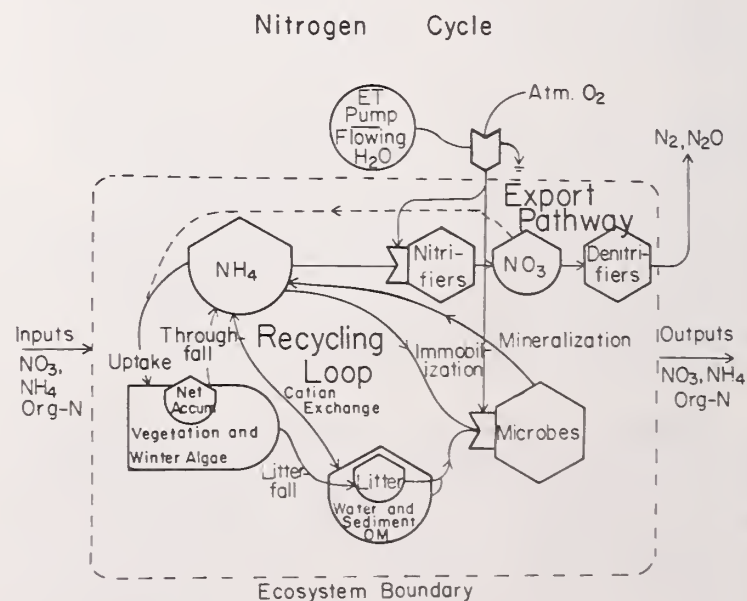 Nitrogen Cycle
ET
Pump
Flowing
H₂O
Atm. O₂
N₂, N₂O
Export
Pathway
NH₄
Nitri-
fiers
NO₃
Denitri-
fiers
Inputs
NO₃,
NH₄
Org-N
Uptake
Through-
fall
Recycling
Loop
Cation
Exchange
Immobil-
ization
Mineralization
Outputs
NO₃, NH₄
Org-N
Net
Accum
Vegetation and
Winter Algae
Litter-
fall
Litter
Water and
Sediment
OM
Microbes
Ecosystem Boundary